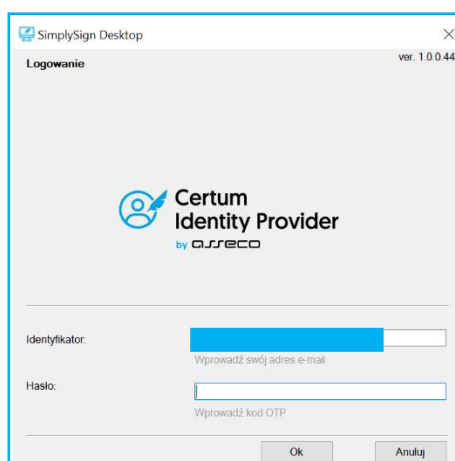 SimplySign Desktop
Logowanie
ver. 1.0.0.44
Certum
Identity Provider
by asseco
Identyfikator:
Wprowadź swój adres e-mail
Hasło:
Wprowadź kod OTP
Ok
Anuluj